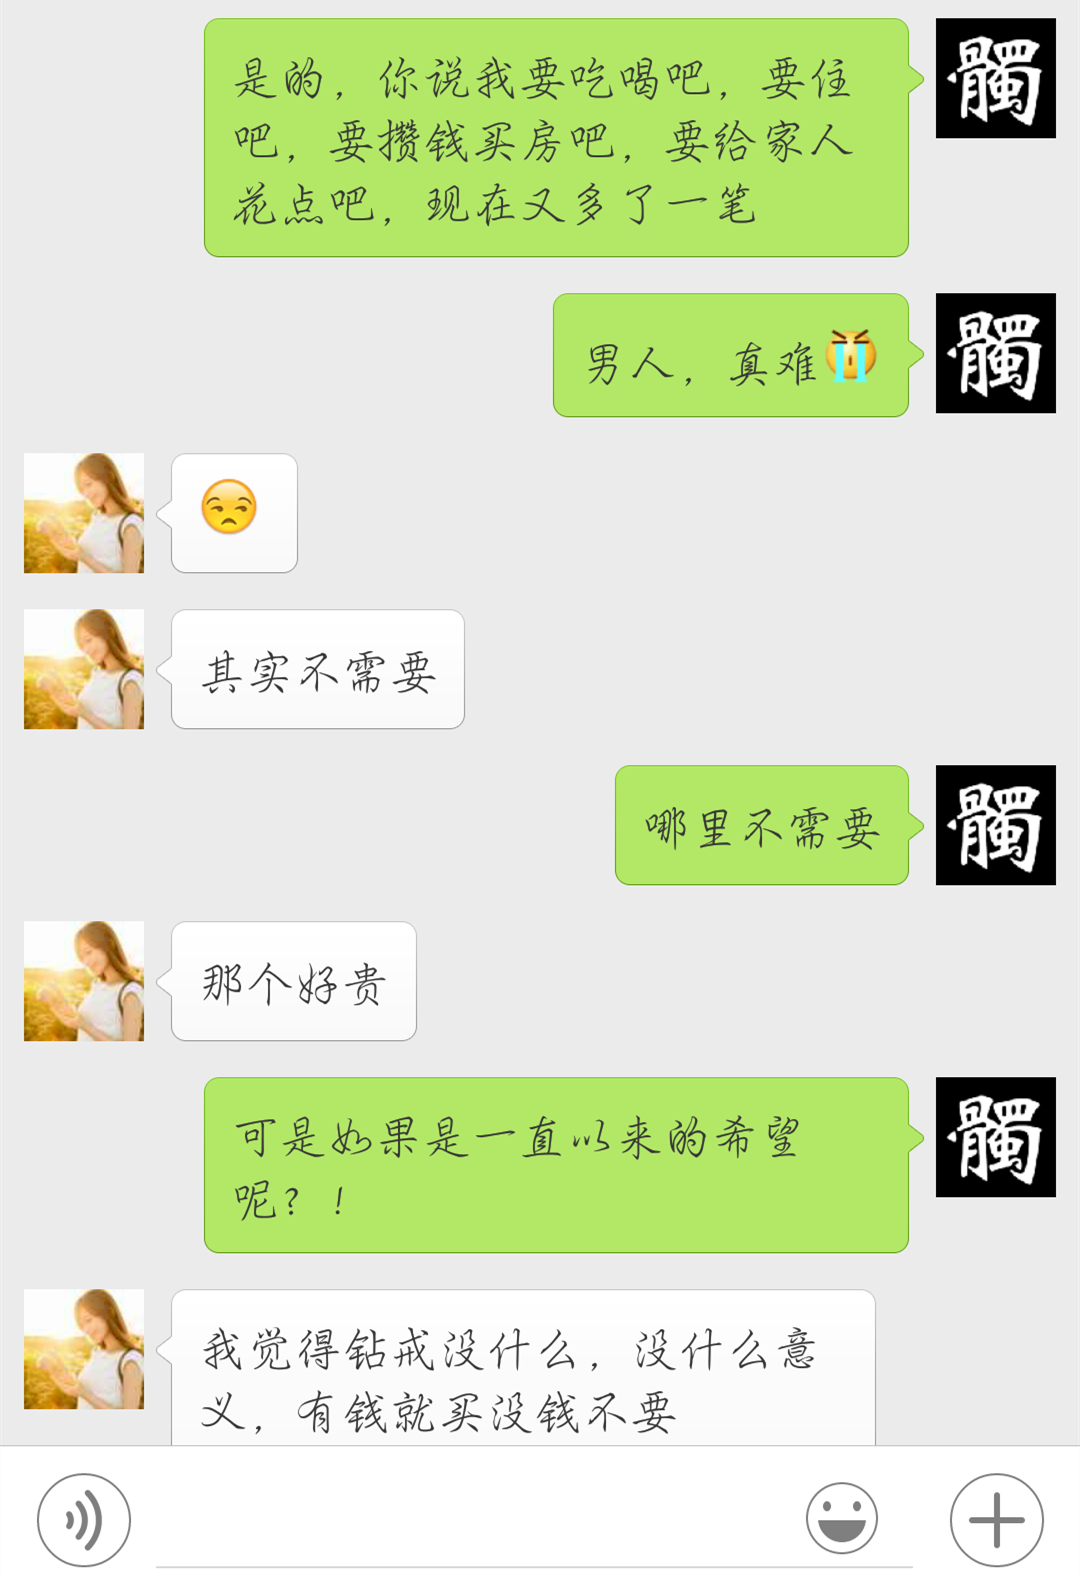 是的，你说我要吃喝吧，要住
吧，要攒钱买房吧，要给家人
花点吧，现在又多了一笔
髑
男人，真难
髑
其实不需要
哪里不需要
髑
那个好贵
可是如果是一直以来的希望
呢？！
髑
我觉得钻戒没什么，没什么意
义，有钱就买没钱不要